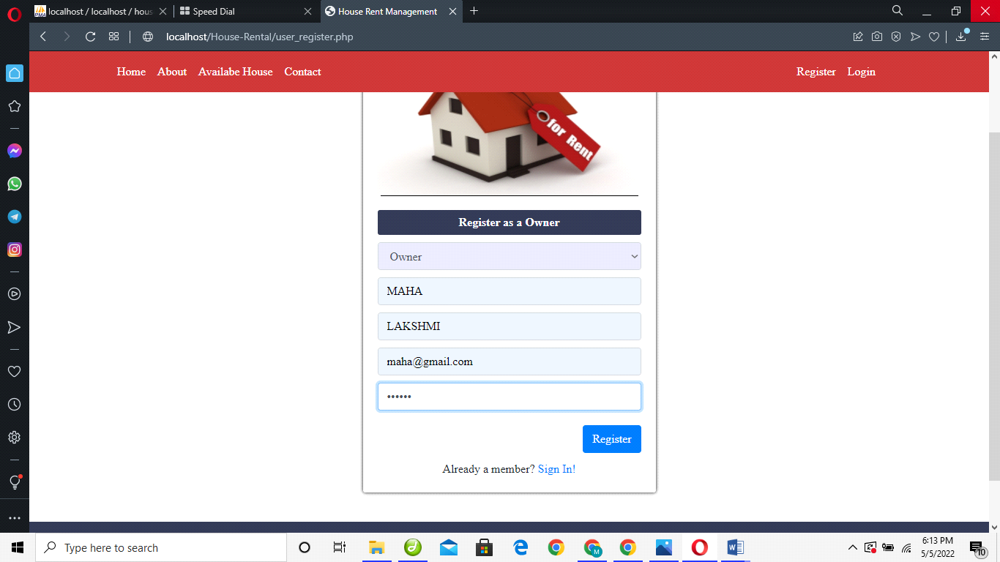 localhost / localhost / hous
Speed Dial
House Rent Management
localhost/House-Rental/user_register.php
Home About Availabe House Contact Register Login
for Rent
Register as a Owner
Owner
MAHA
LAKSHMI
maha@gmail.com
••••••
Register
Already a member? Sign In!
Type here to search
6:13 PM
5/5/2022
10